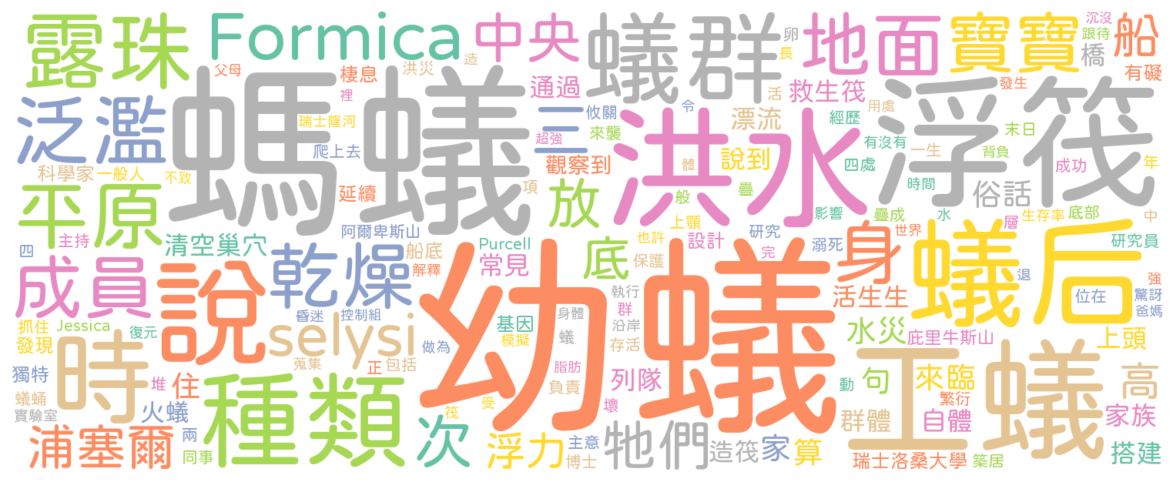 露珠
Formica
中央
蟻群
地面
寶寶
船
沉沒
跟待
橋
有礙
父母
棲息
洪災
造
通過
卵
長
活
救生筏
令
發生
用處
泛濫
螞蟻
瑞士隆河
裡
爬上去
超強
三
攸關
來襲
洪水
漂流
經歷
有沒有
末日
浮筏
一生
背負
成功
年
科學家
一般人
不致
延續
項
觀察到
體
說到
四處
疊
時間
俗話
平原
放
般
影響
疊成
水
層
生存率
底部
中
四
主持
清空巢穴
阿爾卑斯山
船底
解釋
Purcell
常見
上顎
設計
也許
保護
研究
完
溺死
世界
研究員
成員
說
乾燥
底
幼蟻
身
活生生
蟻后
退
位在
強
驚訝
爸媽
抓住
發現
Jessica
復元
昏迷
控制組
selysi
做為
基因
模擬
執行
群
沿岸
存活
身體
蟻
水災
庇里牛斯山
上頭
獨特
時
堆
住
蒐集
正
包括
脂肪
負責
列隊
壞
動
句
來臨
繁衍
工蟻
高
蟻蛹
實驗室
火蟻
種類
筏
受
群體
自體
家族
浦塞爾
兩
同事
次
浮力
主意
博士
牠們
造筏
家
算
瑞士洛桑大學
築居
搭建